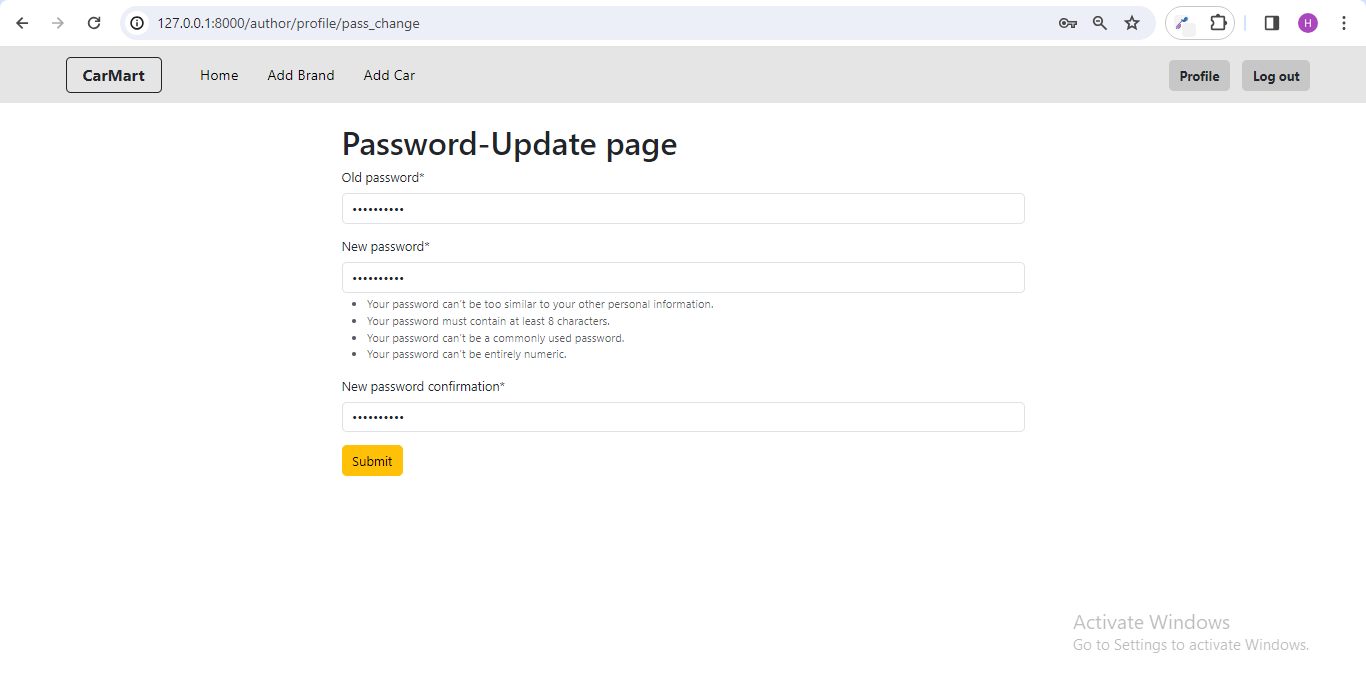 127.0.0.1:8000/author/profile/pass_change
H
CarMart Home Add Brand Add Car Profile Log out
Password-Update page
Old password*
••••••••••
New password*
••••••••••
• Your password can't be too similar to your other personal information.
• Your password must contain at least 8 characters.
• Your password can't be a commonly used password.
• Your password can't be entirely numeric.
New password confirmation*
••••••••••
Submit
Activate Windows
Go to Settings to activate Windows.